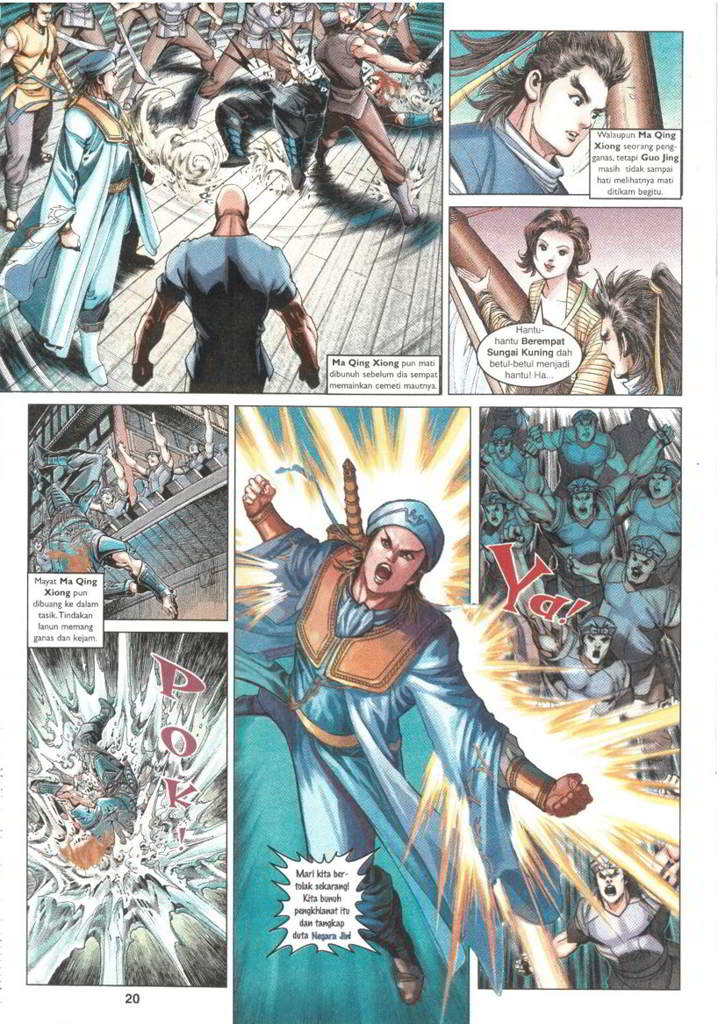 Ma Qing Xiong pun mati
dibunuh sebelum dia sempat
memainkan cemeti mautnya.
Walaupun Ma Qing
Xiong seorang peng-
ganas, tetapi Guo Jing
masih tidak sampai
hati melihatnya mati
ditikam begitu.
Hantu-
hantu Berempat
Sungai Kuning dah
betul-betul menjadi
hantu! Ha...
Mayat Ma Qing
Xiong pun
dibuang ke dalam
tasik. Tindakan
lanun memang
ganas dan kejam.
POK!
Mari kita ber-
tolak sekarang!
Kita bunuh
pengkhianat itu
dan tangkap
duta Negara Jin!
Ya!
20